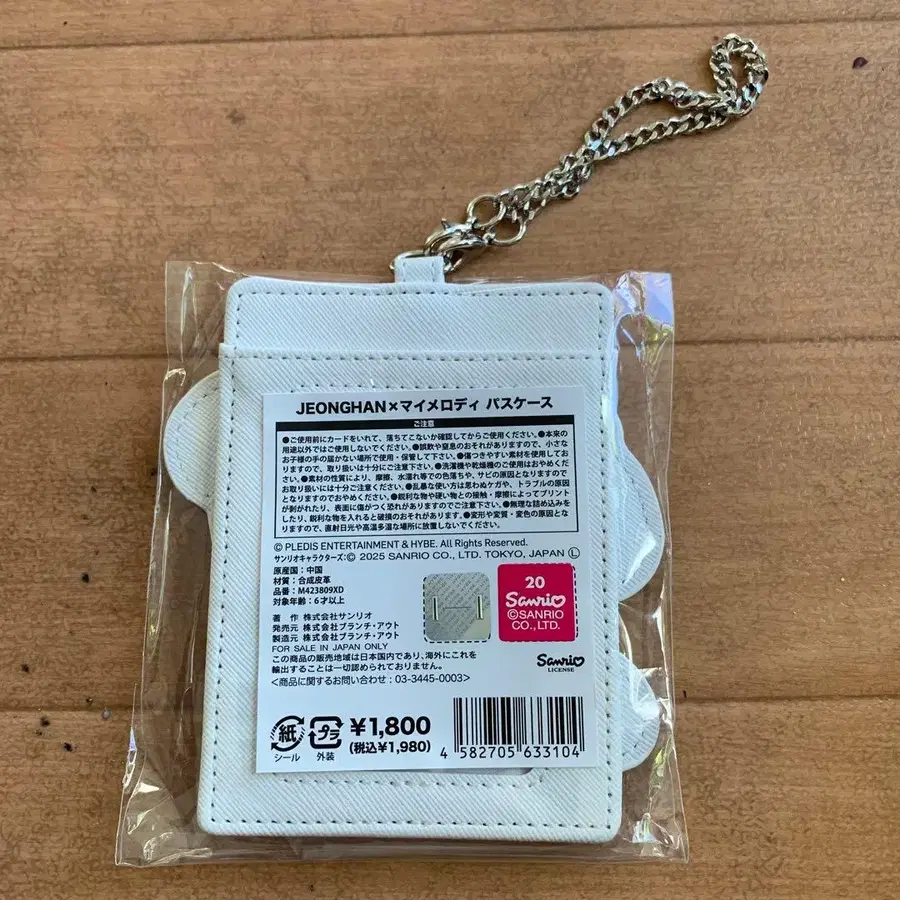 JEONGHAN×マイメロディ パスケース
ご注意
●ご使用前にカードをいれて、落ちてこないか確認してからご使用ください。●本来の
用途以外ではご使用しないでください。●誤飲や窒息のおそれがありますので、小さな
お子様の手の届かない場所で使用・保管して下さい。●傷つきやすい素材を使用してお
りますので、取り扱いは十分にご注意下さい。●洗濯機や乾燥機のご使用はおやめくだ
さい。●素材の性質により、摩擦、水濡れ等での色落ちや、サビの原因となりますので
お取り扱いには十分ご注意ください。●乱暴な使い方は思わぬケガや、トラブルの原因
となりますのでおやめください。●鋭利な物や硬い物との接触・摩擦によってプリント
が剥がれたり、表面に傷がつく恐れがありますのでご注意ください。●無理な詰め込みを
したり、鋭利な物を入れると破損のおそれがあります。●変形や変質・変色の原因となり
ますので、直射日光や高温多湿な場所に放置しないでください。
© PLEDIS ENTERTAINMENT & HYBE. All Rights Reserved.
サンリオキャラクターズ:© 2025 SANRIO CO., LTD. TOKYO, JAPAN Ⓛ
原産国：中国
材質：合成皮革
品番：M423809XD
対象年齢：6才以上
20
Sanrio
©SANRIO
CO., LTD.
著 作 株式会社サンリオ
発売元 株式会社ブランチ・アウト
製造元 株式会社ブランチ・アウト
FOR SALE IN JAPAN ONLY
この商品の販売地域は日本国内であり、海外にこれを
輸出することは一切認められておりません。
<商品に関するお問い合わせ：03-3445-0003>
Sanrio
LICENSE
紙
シール
プラ
外装
¥1,800
(税込¥1,980)
4 582705 633104